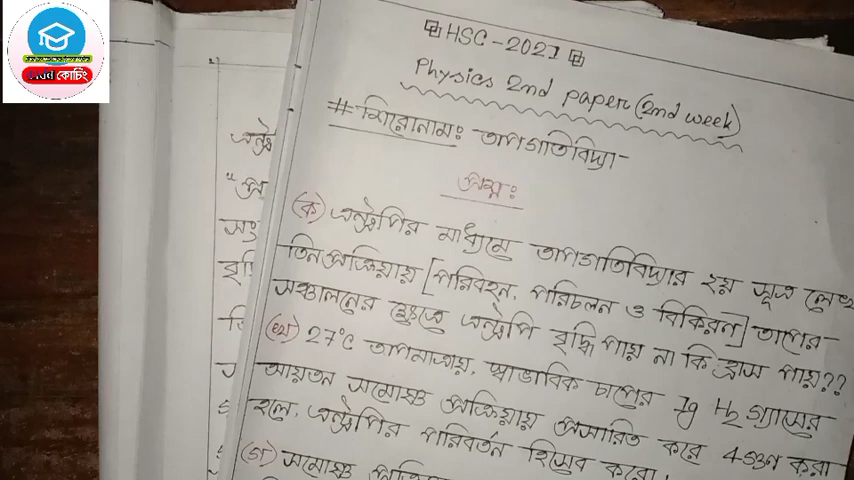 কোচিং
HSC-2021
Physics 2nd paper (2nd week)
# শিরোনামঃ তাপগতিবিদ্যা-
প্রশ্নঃ
(ক) এনট্রপির মাধ্যমে তাপগতিবিদ্যার ২য় সূত্র লেখ
তিনপ্রক্রিয়ায় [পরিবহন, পরিচলন ও বিকিরণ] তাপের-
সঞ্চালনের ক্ষেত্রে এনট্রপি বৃদ্ধি পায় না কি হ্রাস পায়??
(খ) 27°C তাপমাত্রায়, স্বাভাবিক চাপের 1g H₂ গ্যাসের
আয়তন সমোষ্ণ প্রক্রিয়ায় প্রসারিত করে 4গুণ করা
হলে, এনট্রপির পরিবর্তন হিসেব করো।
(গ) সমোষ্ণ